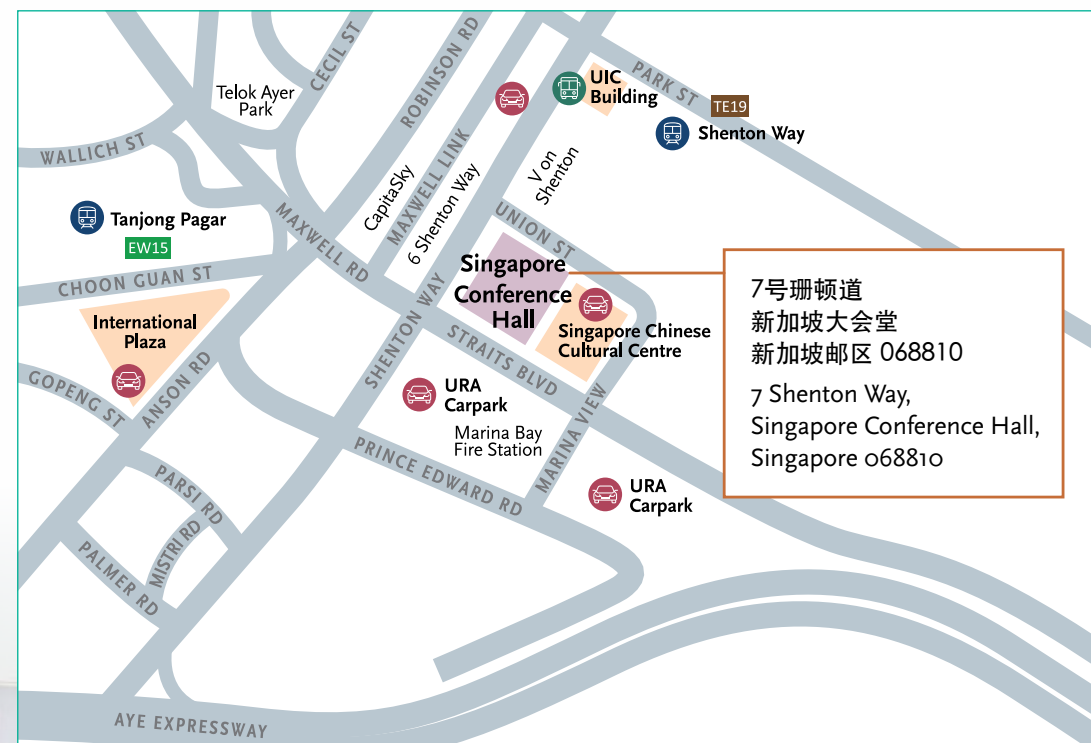 CECIL ST
ROBINSON RD
Telok Ayer
Park
UIC
Building
PARK ST
TE19
Shenton Way
WALLICH ST
MAXWELL LINK
CapitaSky
6 Shenton Way
V on
Shenton
Tanjong Pagar
EW15
MAXWELL RD
UNION ST
CHOON GUAN ST
Singapore
Conference
Hall
International
Plaza
Singapore Chinese
Cultural Centre
SHENTON WAY
STRAITS BLVD
GOPENG ST
ANSON RD
URA
Carpark
Marina Bay
Fire Station
MARINA VIEW
PRINCE EDWARD RD
URA
Carpark
PARSI RD
MISTRI RD
PALMER RD
AYE EXPRESSWAY
7号珊顿道
新加坡大会堂
新加坡邮区 068810
7 Shenton Way,
Singapore Conference Hall,
Singapore 068810